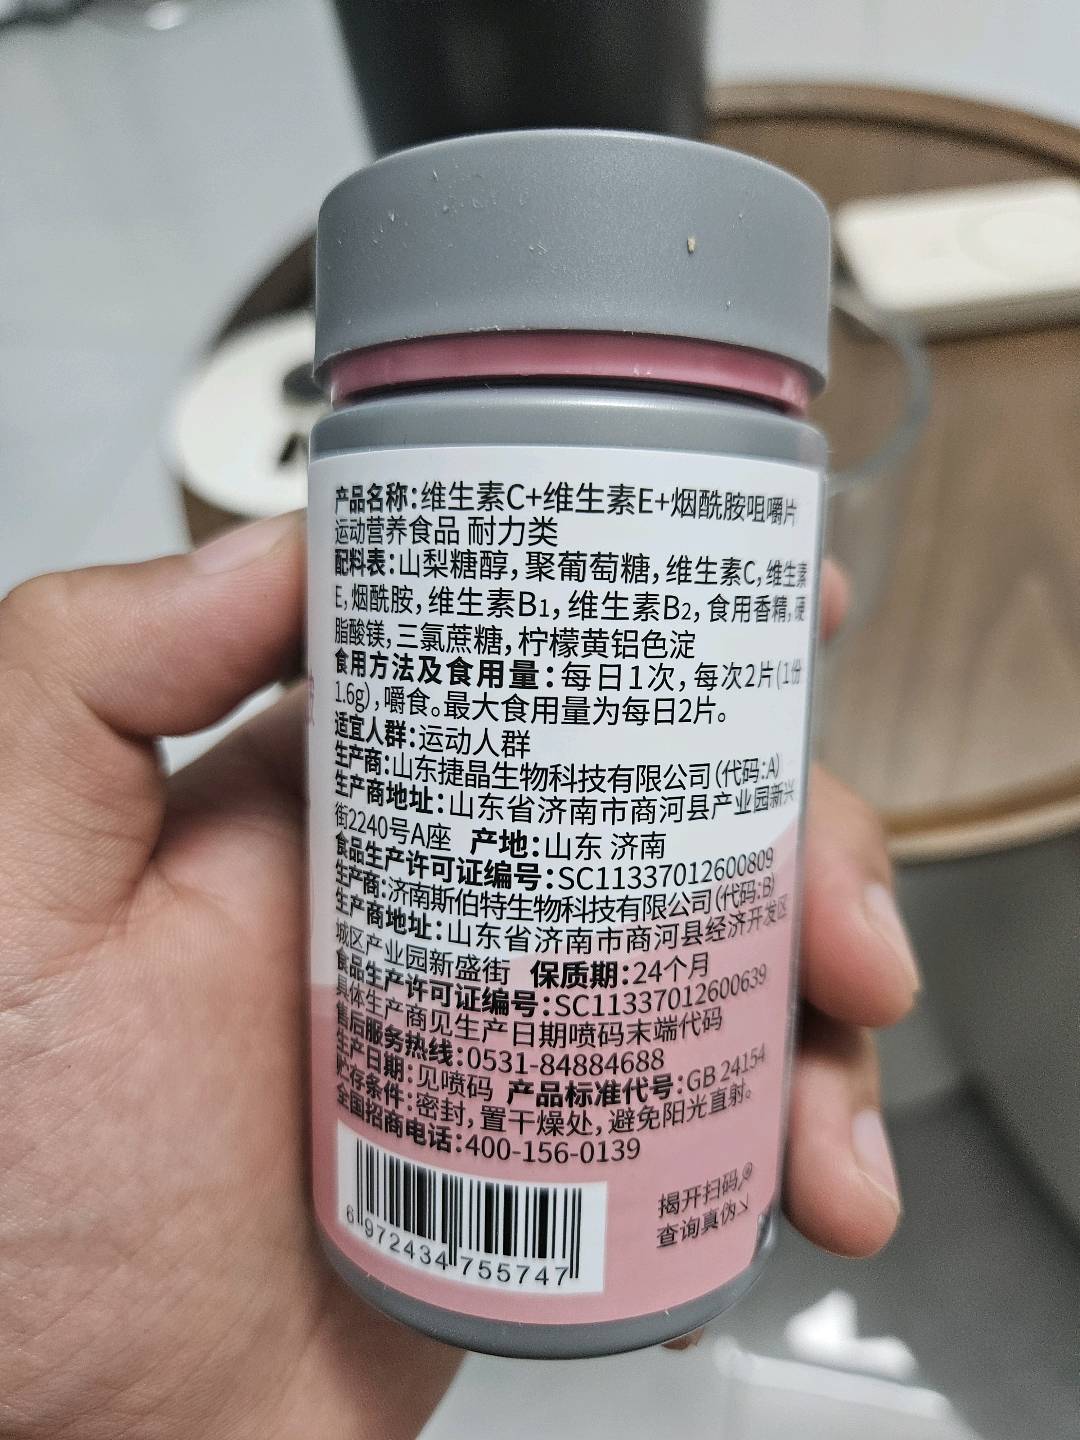 产品名称:维生素C+维生素E+烟酰胺咀嚼片
运动营养食品 耐力类
配料表:山梨糖醇,聚葡萄糖,维生素C,维生素
E,烟酰胺,维生素B1,维生素B2,食用香精,硬
脂酸镁,三氯蔗糖,柠檬黄铝色淀
食用方法及食用量:每日1次,每次2片(1份
1.6g),嚼食。最大食用量为每日2片。
适宜人群:运动人群
生产商:山东捷晶生物科技有限公司(代码:A)
生产商地址:山东省济南市商河县产业园新兴
街2240号A座 产地:山东 济南
食品生产许可证编号:SC11337012600809
生产商:济南斯伯特生物科技有限公司(代码:B)
生产商地址:山东省济南市商河县经济开发区
城区产业园新盛街 保质期:24个月
食品生产许可证编号:SC11337012600639
具体生产商见生产日期喷码末端代码
售后服务热线:0531-84884688
生产日期:见喷码 产品标准代号:GB 24154
贮存条件:密封,置干燥处,避免阳光直射。
全国招商电话:400-156-0139
揭开扫码
查询真伪
6 972434 755747